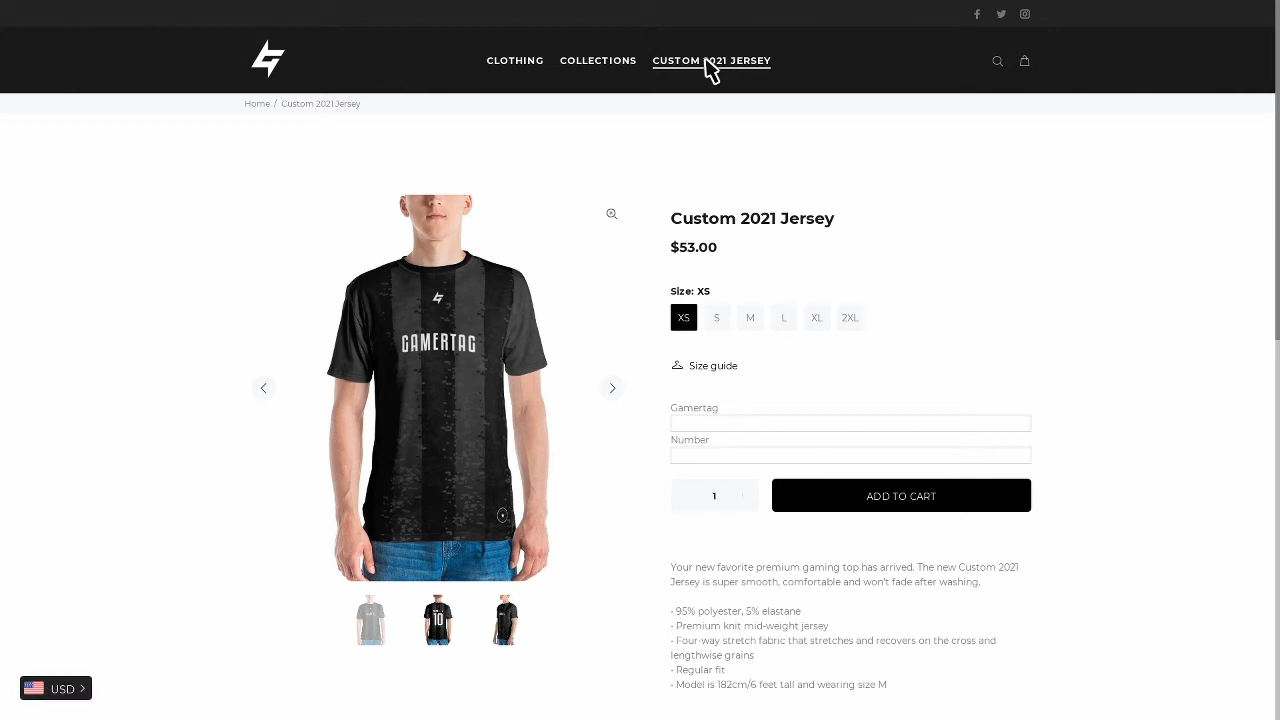 CLOTHING COLLECTIONS CUSTOM 2021 JERSEY
Home / Custom 2021 Jersey
GAMERTAG
10
Custom 2021 Jersey
$53.00
Size: XS
XS S M L XL 2XL
Size guide
Gamertag
Number
1 ADD TO CART
Your new favorite premium gaming top has arrived. The new Custom 2021
Jersey is super smooth, comfortable and won't fade after washing.
• 95% polyester, 5% elastane
• Premium knit mid-weight jersey
• Four-way stretch fabric that stretches and recovers on the cross and
lengthwise grains
• Regular fit
• Model is 182cm/6 feet tall and wearing size M
USD